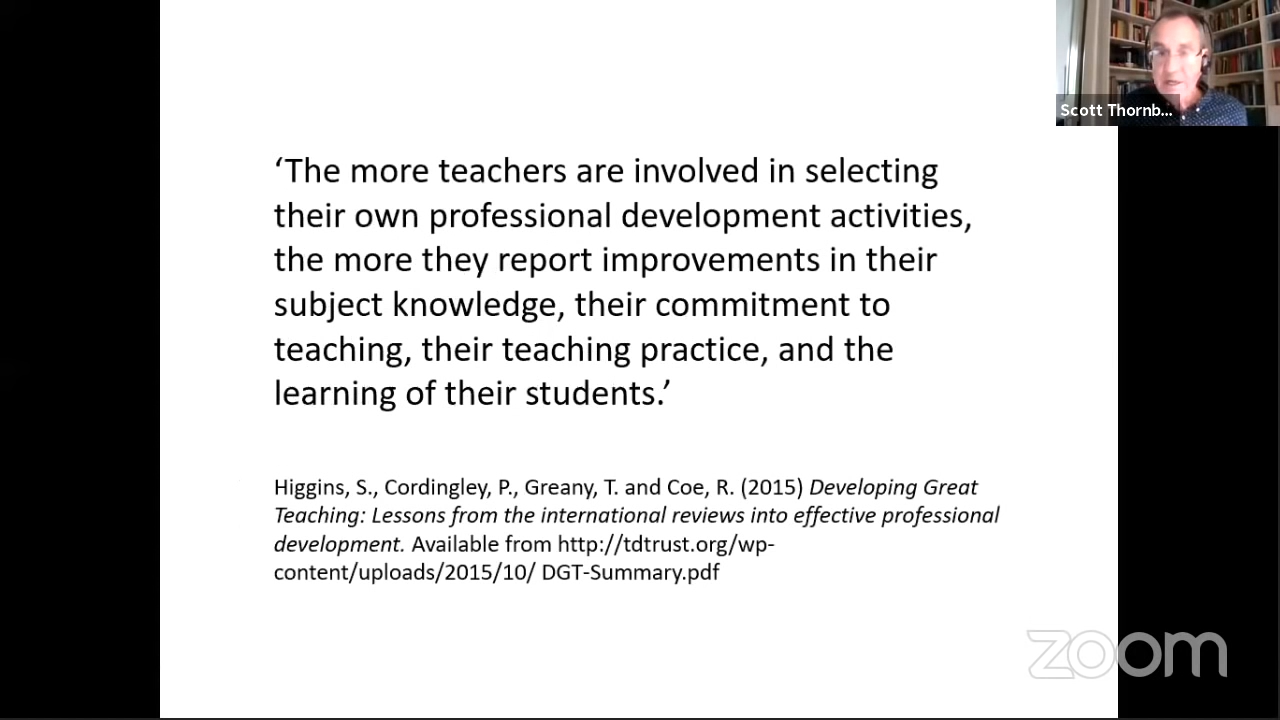 Scott Thornb...
‘The more teachers are involved in selecting
their own professional development activities,
the more they report improvements in their
subject knowledge, their commitment to
teaching, their teaching practice, and the
learning of their students.’
Higgins, S., Cordingley, P., Greany, T. and Coe, R. (2015) Developing Great
Teaching: Lessons from the international reviews into effective professional
development. Available from http://tdtrust.org/wp-
content/uploads/2015/10/ DGT-Summary.pdf
zoom